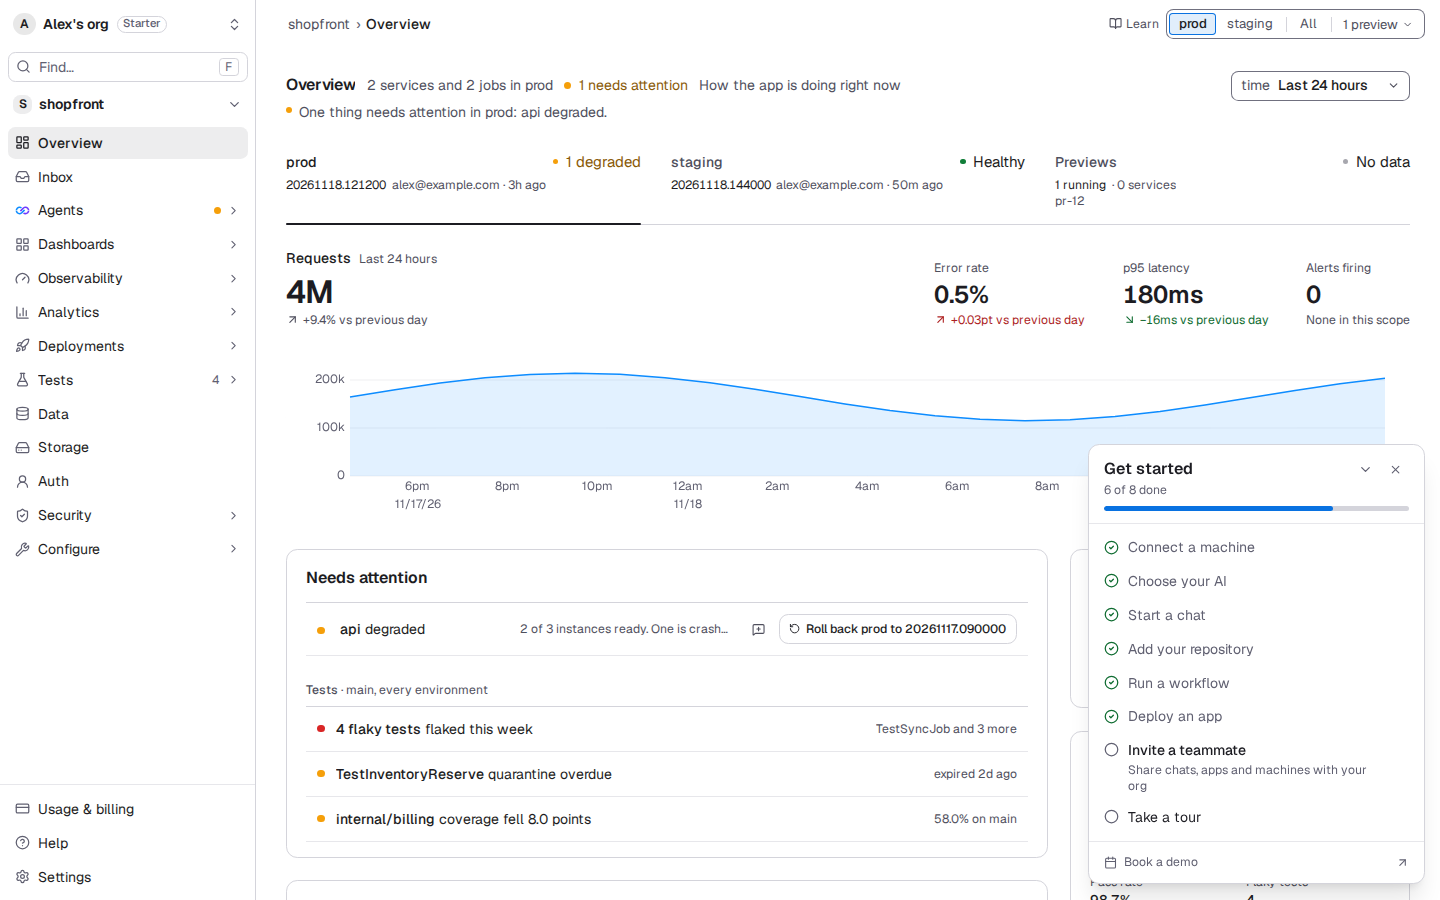 A Alex's org Starter
Find... F
S shopfront
Overview
Inbox
Agents
Dashboards
Observability
Analytics
Deployments
Tests 4
Data
Storage
Auth
Security
Configure
Usage & billing
Help
Settings
shopfront › Overview
Learn prod staging All 1 preview
Overview 2 services and 2 jobs in prod 1 needs attention How the app is doing right now
time Last 24 hours
One thing needs attention in prod: api degraded.
prod 1 degraded
20261118.121200 alex@example.com · 3h ago
staging Healthy
20261118.144000 alex@example.com · 50m ago
Previews No data
1 running · 0 services
pr-12
Requests Last 24 hours
4M
+9.4% vs previous day
Error rate
0.5%
+0.03pt vs previous day
p95 latency
180ms
−16ms vs previous day
Alerts firing
0
None in this scope
200k
100k
0
6pm 8pm 10pm 12am 2am 4am 6am 8am
11/17/26 11/18
Needs attention
api degraded 2 of 3 instances ready. One is crash... Roll back prod to 20261117.090000
Tests · main, every environment
4 flaky tests flaked this week TestSyncJob and 3 more
TestInventoryReserve quarantine overdue expired 2d ago
internal/billing coverage fell 8.0 points 58.0% on main
Get started
6 of 8 done
Connect a machine
Choose your AI
Start a chat
Add your repository
Run a workflow
Deploy an app
Invite a teammate
Share chats, apps and machines with your
org
Take a tour
Book a demo
Pass rate Flaky tests
98.7% 4